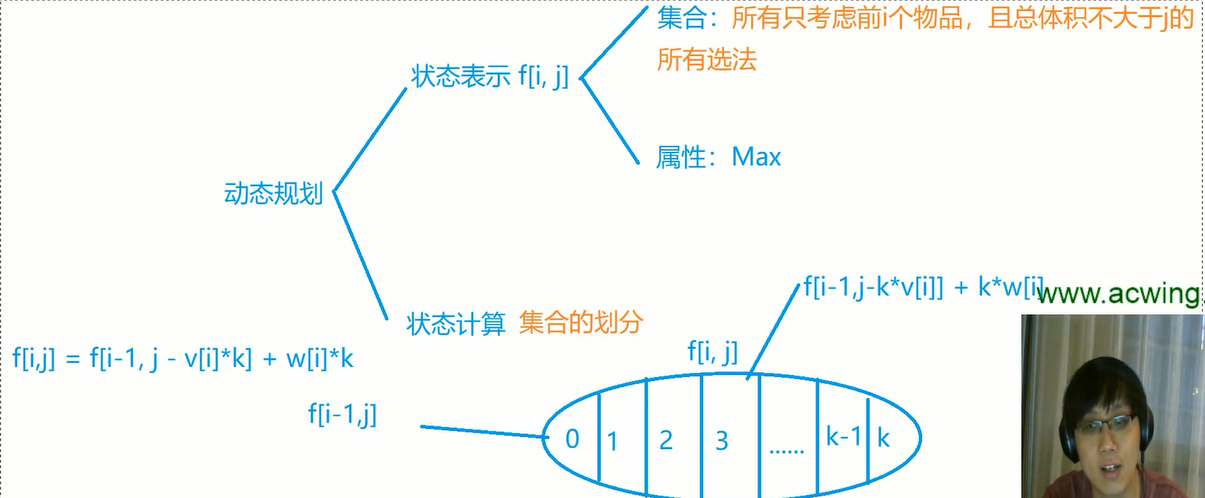 集合：所有只考虑前i个物品，且总体积不大于j的
所有选法
状态表示 f[i, j]
属性：Max
动态规划
f[i-1,j-k*v[i]] + k*w[i]
www.acwing.
状态计算 集合的划分
f[i,j] = f[i-1, j - v[i]*k] + w[i]*k
f[i, j]
f[i-1,j]
0 1 2 3 ...... k-1 k